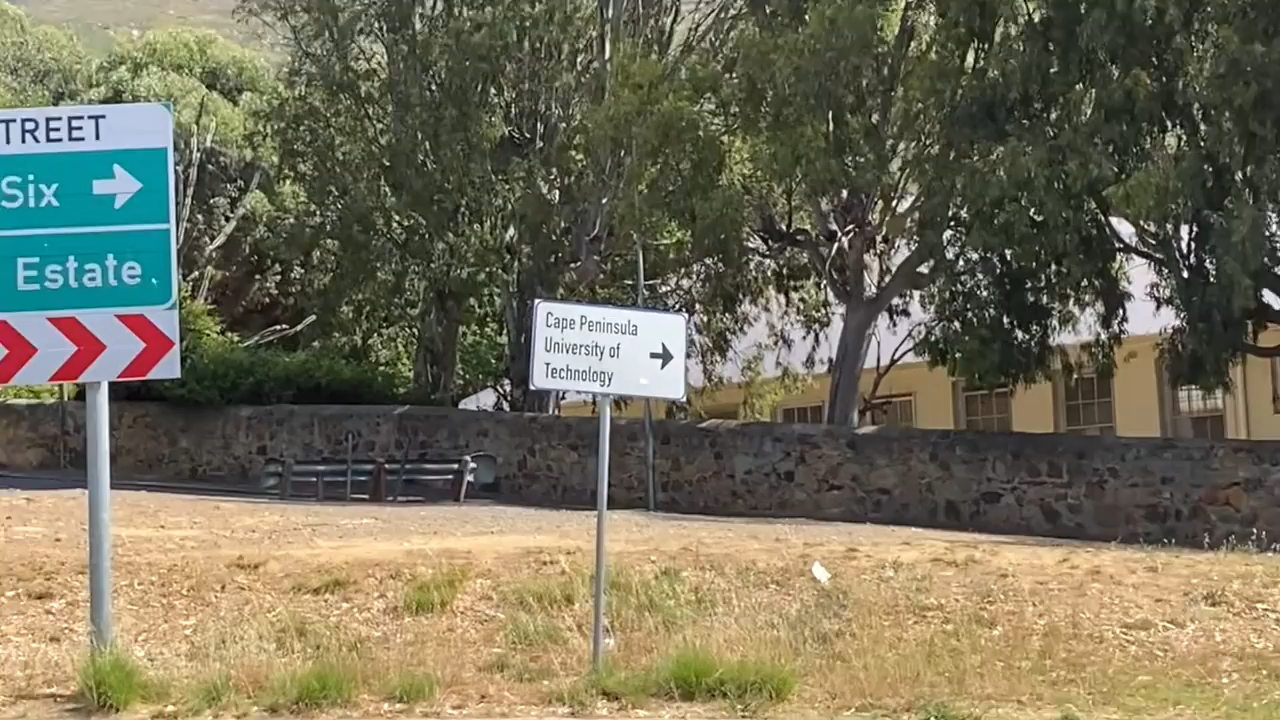 TREET
Six
Estate
Cape Peninsula
University of
Technology